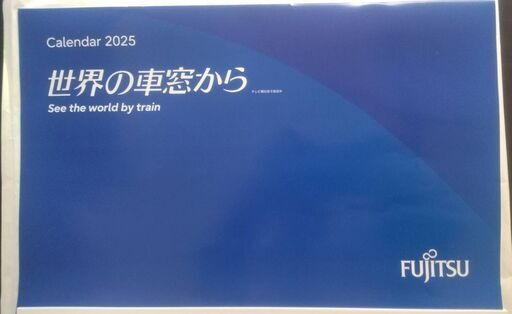 Calendar 2025
世界の車窓から
See the world by train
FUJITSU